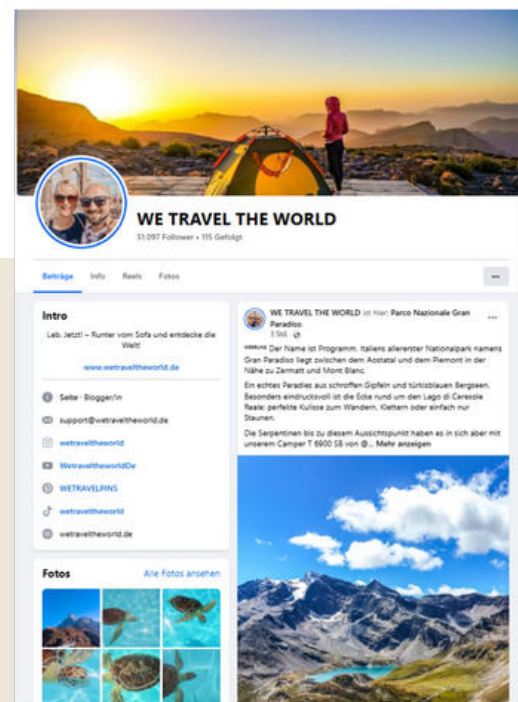 WE TRAVEL THE WORLD
51.097 Follower • 115 Gefolgt
Beiträge Info Reels Fotos
Intro
Leb. Jetzt! – Runter vom Sofa und entdecke die
Welt!
www.wetraveltheworld.de
Seite · Blogger/in
support@wetraveltheworld.de
wetraveltheworld
WetraveltheworldDe
WETRAVELPINS
wetraveltheworld
wetraveltheworld.de
Fotos Alle Fotos ansehen
WE TRAVEL THE WORLD ist hier: Parco Nazionale Gran
Paradiso.
3 Std.
WERBUNG Der Name ist Programm. Italiens allererster Nationalpark namens
Gran Paradiso liegt zwischen dem Aostatal und dem Piemont in der
Nähe zu Zermatt und Mont Blanc.
Ein echtes Paradies aus schroffen Gipfeln und türkisblauen Bergseen.
Besonders eindrucksvoll ist die Ecke rund um den Lago di Ceresole
Reale: perfekte Kulisse zum Wandern, Klettern oder einfach nur
Staunen.
Die Serpentinen bis zu diesem Aussichtspunkt haben es in sich aber mit
unserem Camper T 6900 SB von @... Mehr anzeigen